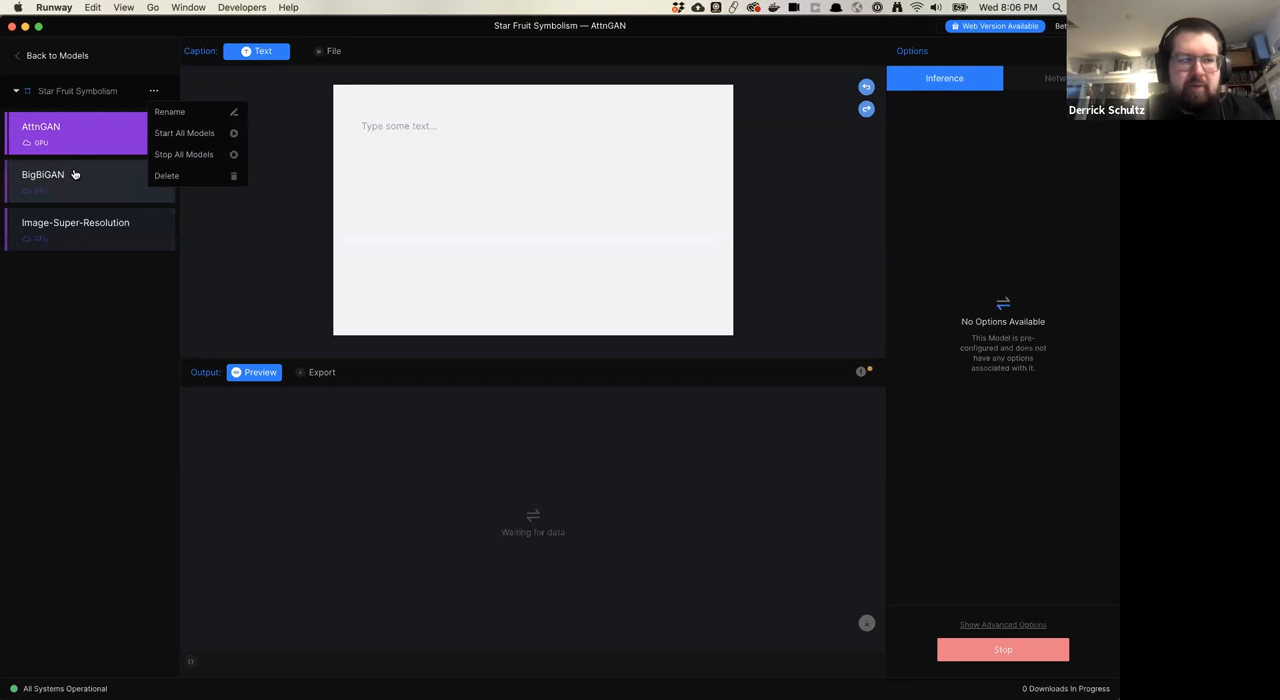 Runway Edit View Go Window Developers Help
Wed 8:06 PM
Star Fruit Symbolism — AttnGAN
Web Version Available
Bet
Derrick Schultz
Back to Models
Caption: Text File
Options
Inference
Netw
Star Fruit Symbolism ...
Rename
Start All Models
Stop All Models
Delete
AttnGAN
GPU
BigBiGAN
GPU
Image-Super-Resolution
GPU
Type some text...
No Options Available
This Model is pre-
configured and does not
have any options
associated with it.
Output: Preview Export
Waiting for data
Show Advanced Options
Stop
All Systems Operational
0 Downloads In Progress